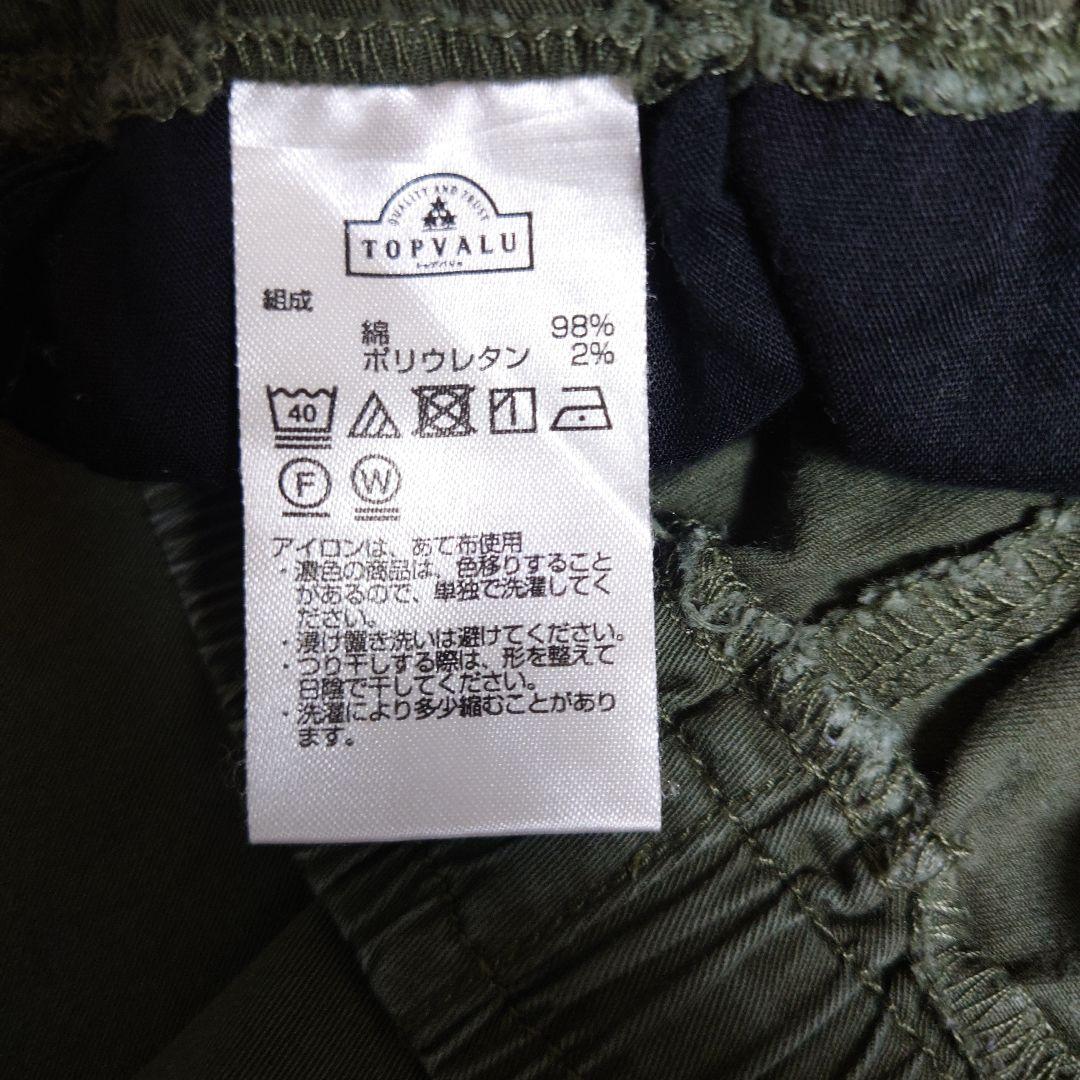 QUALITY AND TRUST
TOPVALU
トップバリュ
組成
綿 98%
ポリウレタン 2%
40
F W
アイロンは、あて布使用
・濃色の商品は、色移りすること
があるので、単独で洗濯してく
ださい。
・浸け置き洗いは避けてください。
・つり干しする際は、形を整えて
日陰で干してください。
・洗濯により多少縮むことがあり
ます。